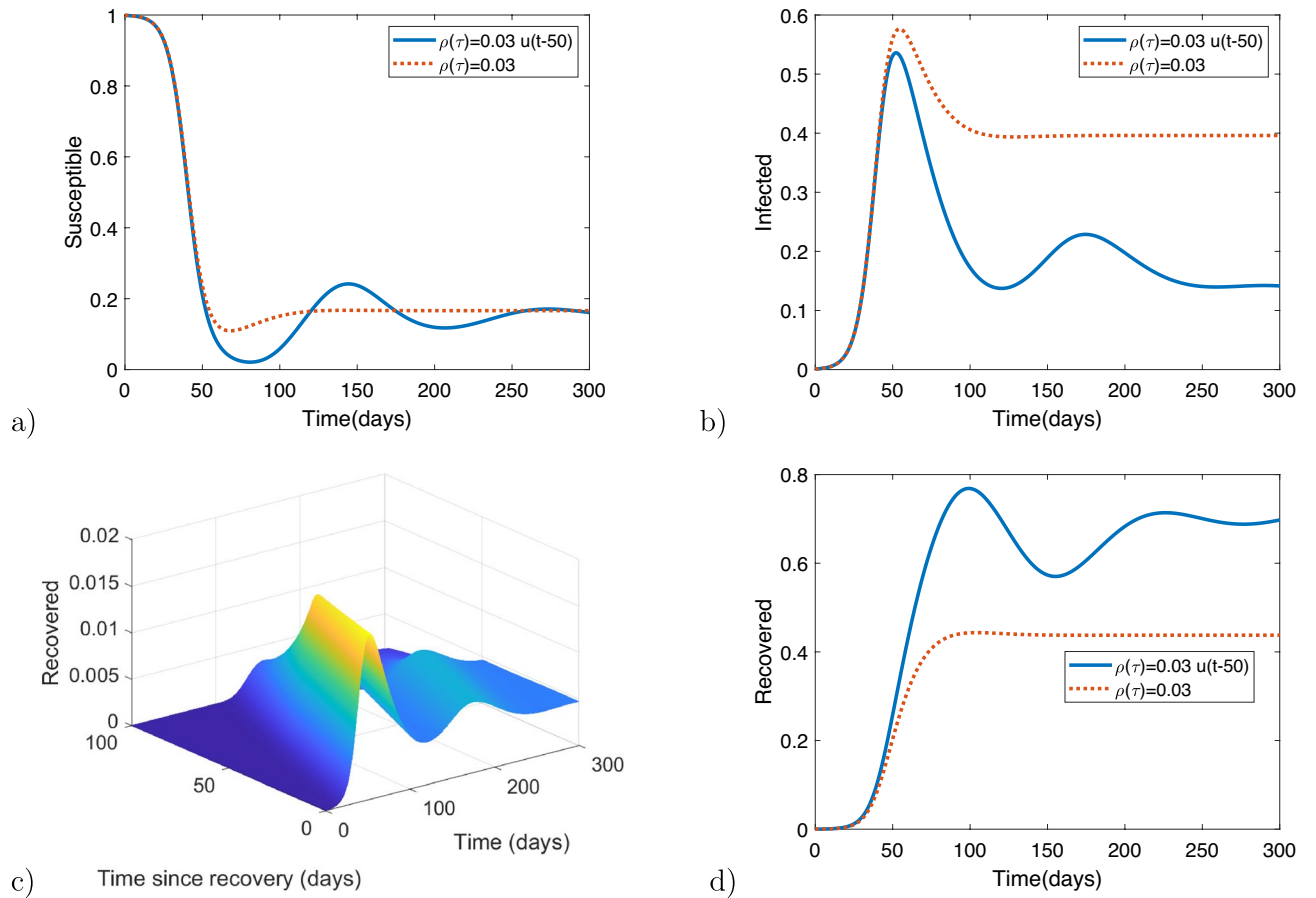 1
0.8
0.6
0.4
0.2
0
Susceptible
0 50 100 150 200 250 300
Time(days)
ρ(τ)=0.03 u(t-50)
ρ(τ)=0.03
a)
0.6
0.5
0.4
0.3
0.2
0.1
0
Infected
0 50 100 150 200 250 300
Time(days)
ρ(τ)=0.03 u(t-50)
ρ(τ)=0.03
b)
0.02
0.015
0.01
0.005
0
Recovered
100
50
0
0
100
200
300
Time (days)
Time since recovery (days)
c)
0.8
0.6
0.4
0.2
0
Recovered
0 50 100 150 200 250 300
Time(days)
ρ(τ)=0.03 u(t-50)
ρ(τ)=0.03
d)